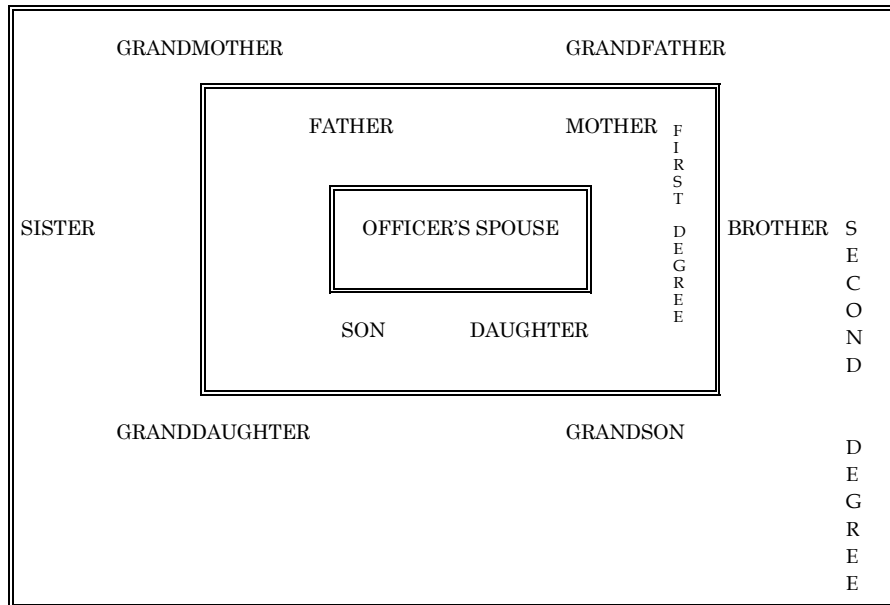 GRANDMOTHER GRANDFATHER
FATHER MOTHER
FIRST DEGREE
SISTER OFFICER'S SPOUSE BROTHER
SECOND DEGREE
SON DAUGHTER
GRANDDAUGHTER GRANDSON